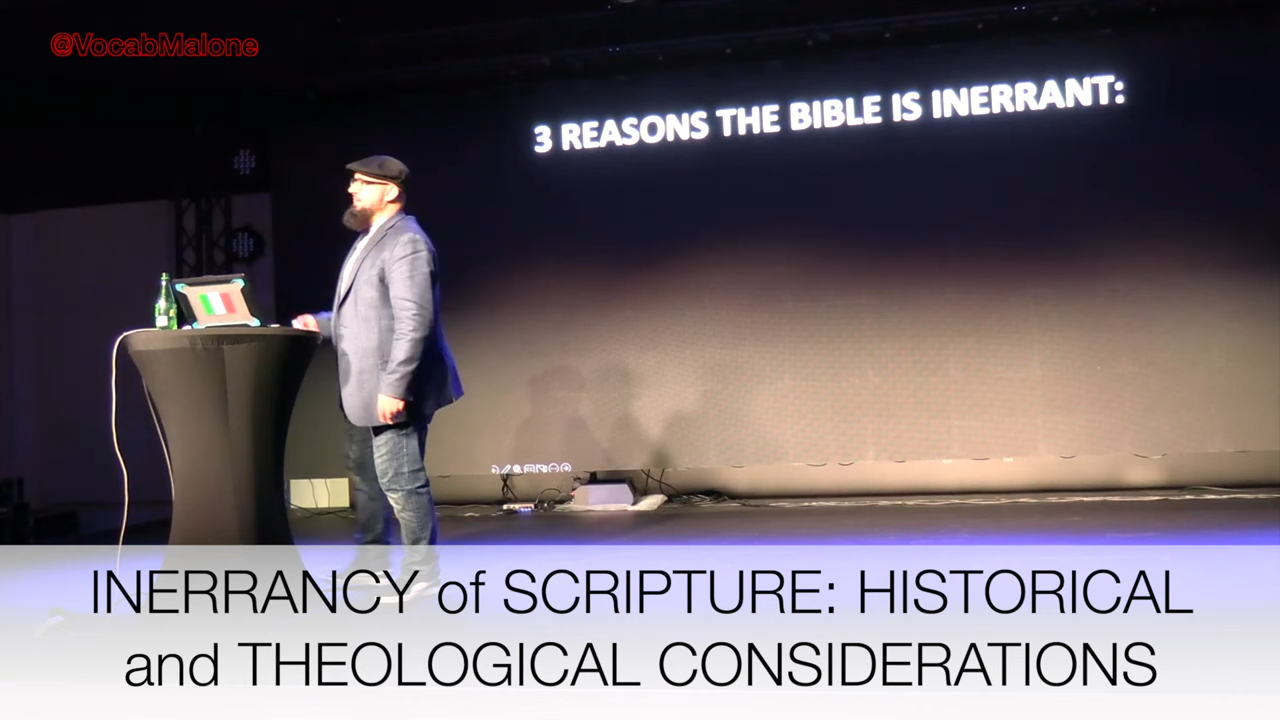 @VocabMalone
3 REASONS THE BIBLE IS INERRANT:
INERRANCY of SCRIPTURE: HISTORICAL
and THEOLOGICAL CONSIDERATIONS